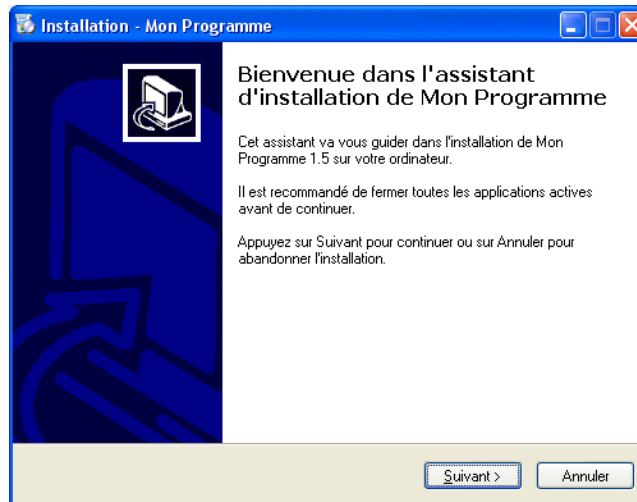 Installation - Mon Programme
Bienvenue dans l'assistant
d'installation de Mon Programme
Cet assistant va vous guider dans l'installation de Mon
Programme 1.5 sur votre ordinateur.
Il est recommandé de fermer toutes les applications actives
avant de continuer.
Appuyez sur Suivant pour continuer ou sur Annuler pour
abandonner l'installation.
Suivant >
Annuler